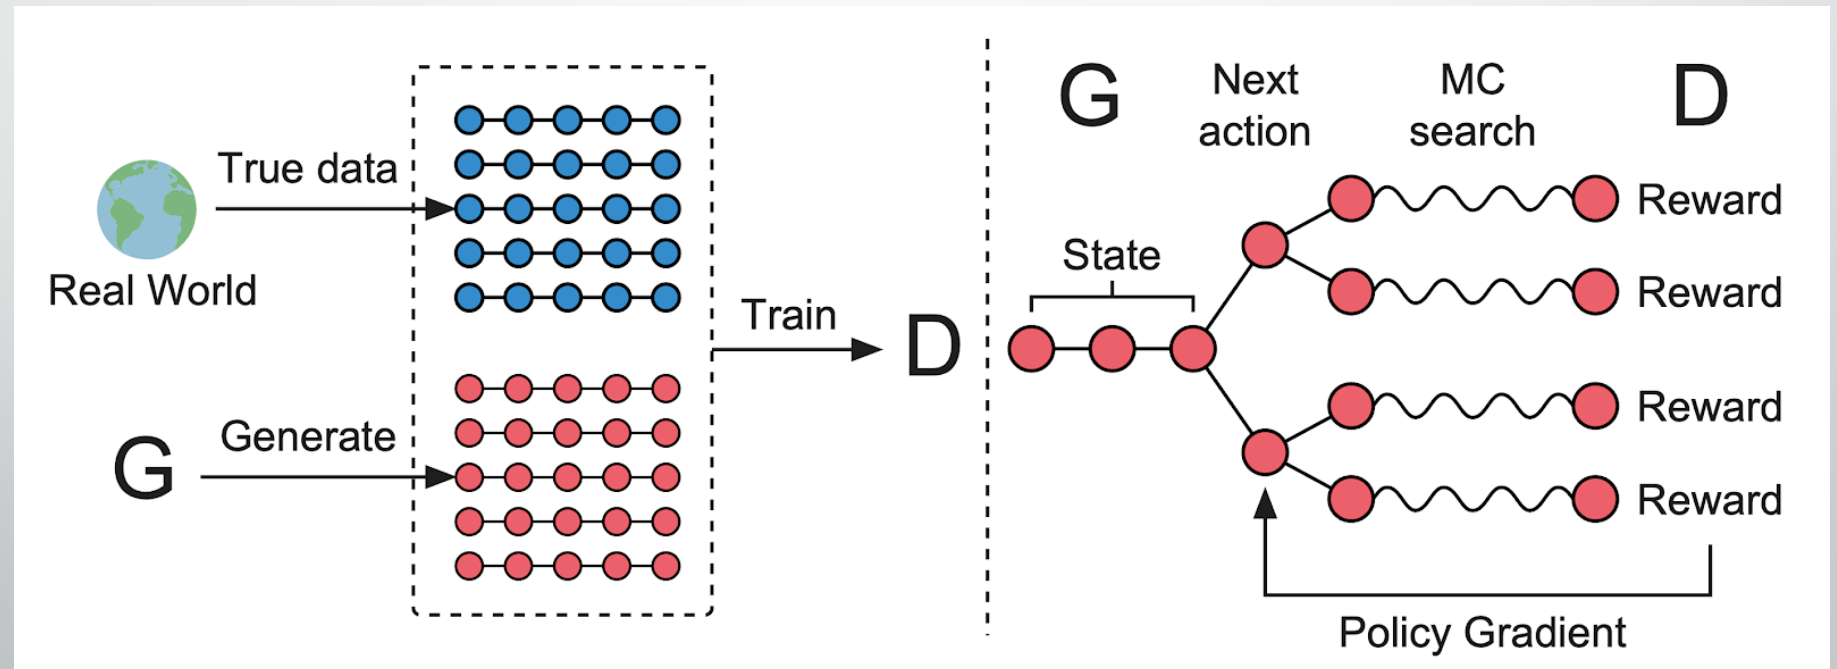 True data
Real World
G
Generate
Train
D
G
Next
action
MC
search
D
State
Reward
Reward
Reward
Reward
Policy Gradient